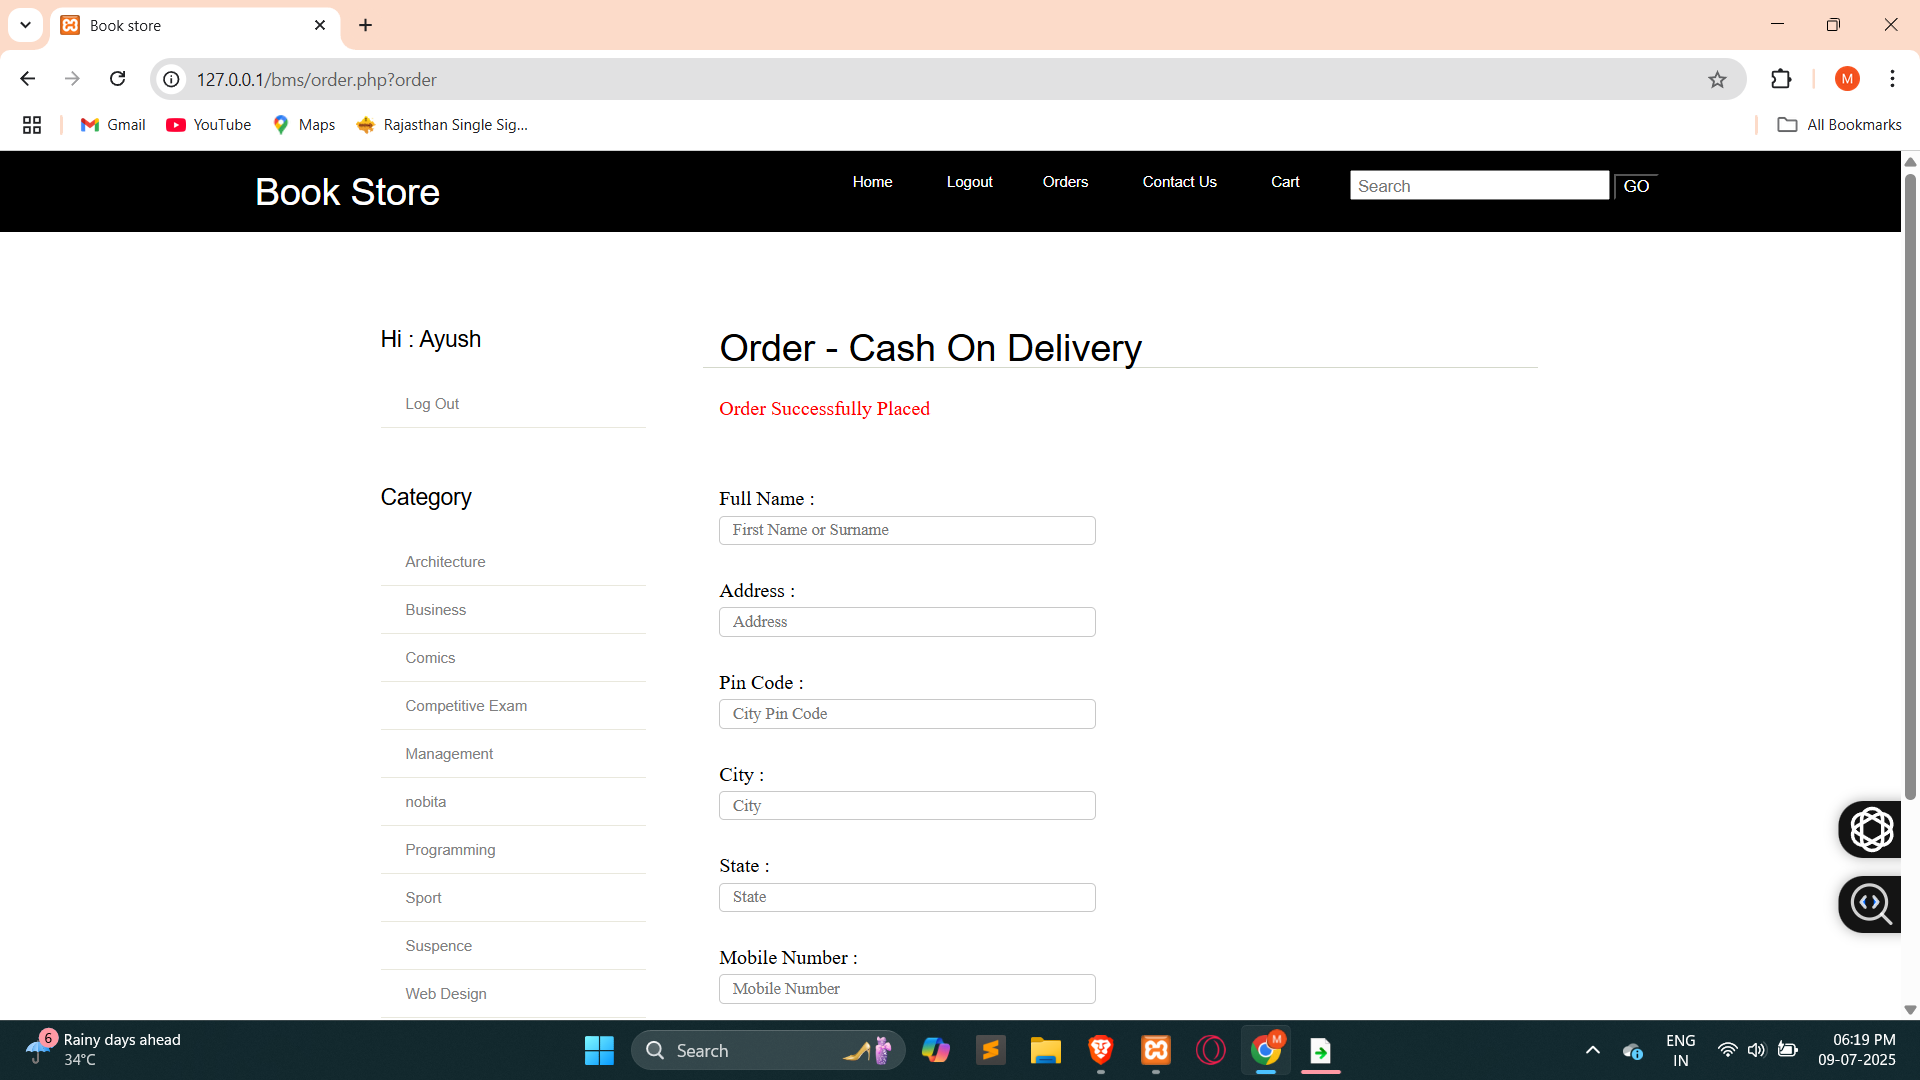 Book store
127.0.0.1/bms/order.php?order
M
Gmail
YouTube
Maps
Rajasthan Single Sig...
All Bookmarks
Book Store
Home
Logout
Orders
Contact Us
Cart
Search
GO
Hi : Ayush
Log Out
Category
Architecture
Business
Comics
Competitive Exam
Management
nobita
Programming
Sport
Suspence
Web Design
Order - Cash On Delivery
Order Successfully Placed
Full Name :
First Name or Surname
Address :
Address
Pin Code :
City Pin Code
City :
City
State :
State
Mobile Number :
Mobile Number
6
Rainy days ahead
34°C
Search
M
ENG
IN
06:19 PM
09-07-2025